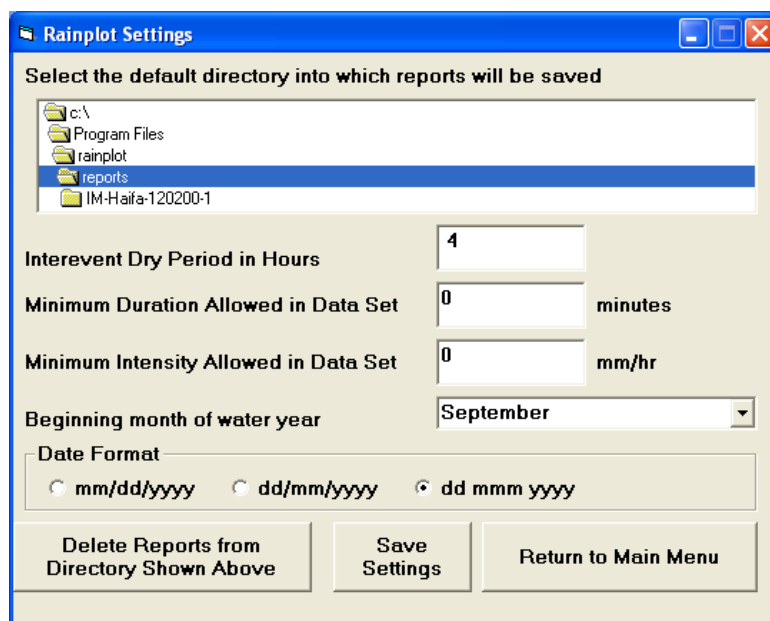 Rainplot Settings
Select the default directory into which reports will be saved
c:\
Program Files
rainplot
reports
IM-Haifa-120200-1
Interevent Dry Period in Hours 4
Minimum Duration Allowed in Data Set 0 minutes
Minimum Intensity Allowed in Data Set 0 mm/hr
Beginning month of water year September
Date Format
mm/dd/yyyy dd/mm/yyyy dd mmm yyyy
Delete Reports from
Directory Shown Above
Save
Settings
Return to Main Menu